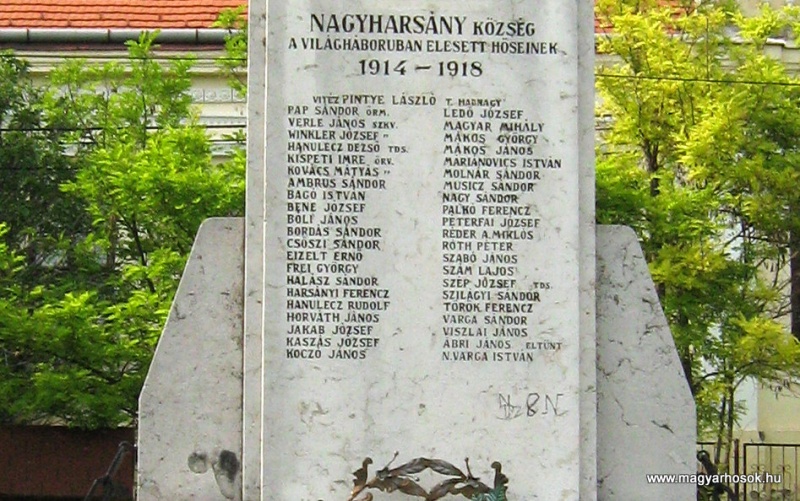 NAGYHARSÁNY KÖZSÉG
A VILÁGHÁBORUBAN ELESETT HŐSEINEK
1914 – 1918
VITÉZ PINTYE LÁSZLÓ T. HADNAGY
PAP SÁNDOR ŐRM.
VERLE JÁNOS SZKV.
WINKLER JÓZSEF "
HANULECZ DEZSŐ TDS.
KISPETI IMRE ŐRV.
KOVÁCS MÁTYÁS "
AMBRUS SÁNDOR
BAGÓ ISTVÁN
BENE JÓZSEF
BOLF JÁNOS
BORDÁS SÁNDOR
CSÖSZI SÁNDOR
EIZELT ERNŐ
FREI GYÖRGY
HALÁSZ SÁNDOR
HARSÁNYI FERENCZ
HANULECZ RUDOLF
HORVÁTH JÁNOS
JAKAB JÓZSEF
KASZÁS JÓZSEF
KOCZÓ JÁNOS
LEDŐ JÓZSEF
MAGYAR MIHÁLY
MÁKOS GYÖRGY
MÁKOS JÁNOS
MARIANOVICS ISTVÁN
MOLNÁR SÁNDOR
MUSICZ SÁNDOR
NAGY SÁNDOR
PALKÓ FERENCZ
PÉTERFAI JÓZSEF
RÉDER A. MIKLÓS
RÓTH PÉTER
SZABÓ JÁNOS
SZÁM LAJOS
SZÉP JÓZSEF TDS.
SZILÁGYI SÁNDOR
TÖRÖK FERENCZ
VARGA SÁNDOR
VISZLAI JÁNOS
ÁBRI JÁNOS ELTÜNT
N. VARGA ISTVÁN
www.magyarhosok.hu